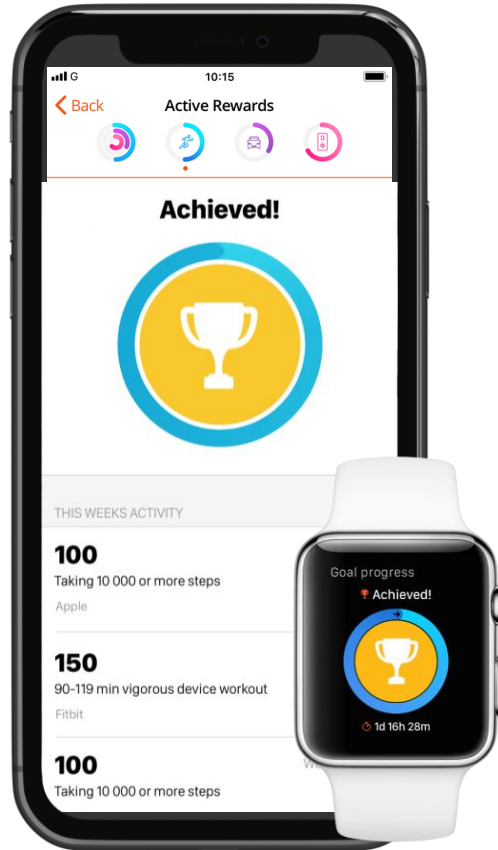 G 10:15
Back Active Rewards
Achieved!
THIS WEEKS ACTIVITY
100
Taking 10 000 or more steps
Apple
150
90-119 min vigorous device workout
Fitbit
100
Taking 10 000 or more steps
Goal progress
Achieved!
1d 16h 28m